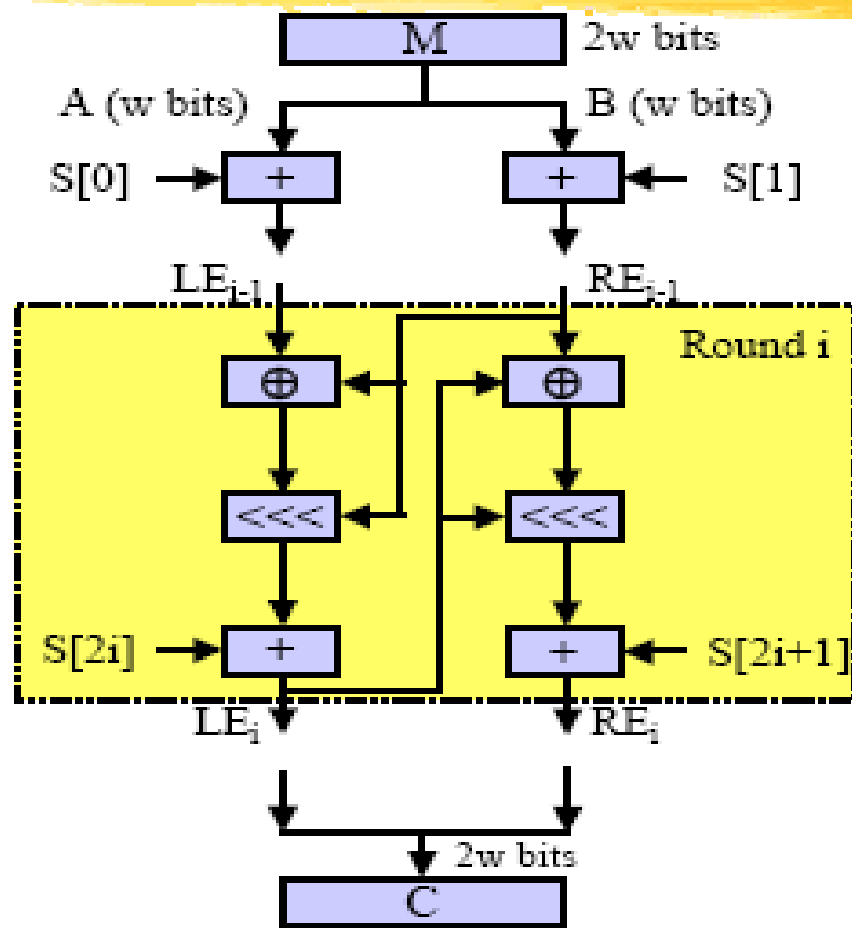 M 2w bits
A (w bits) B (w bits)
S[0] + + S[1]
LEi-1 REi-1
Round i
⊕ ⊕
<<< <<<
S[2i] + + S[2i+1]
LEi REi
2w bits
C